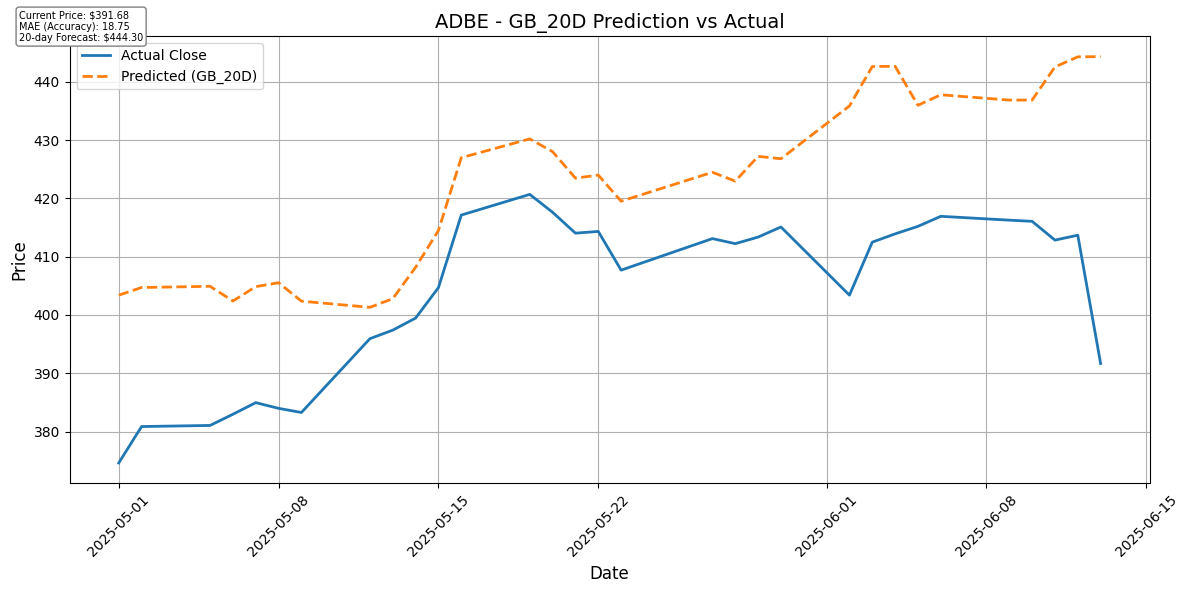 Current Price: $391.68
MAE (Accuracy): 18.75
20-day Forecast: $444.30
ADBE - GB_20D Prediction vs Actual
Actual Close
Predicted (GB_20D)
Price
440
430
420
410
400
390
380
2025-05-01
2025-05-08
2025-05-15
2025-05-22
2025-06-01
2025-06-08
2025-06-15
Date